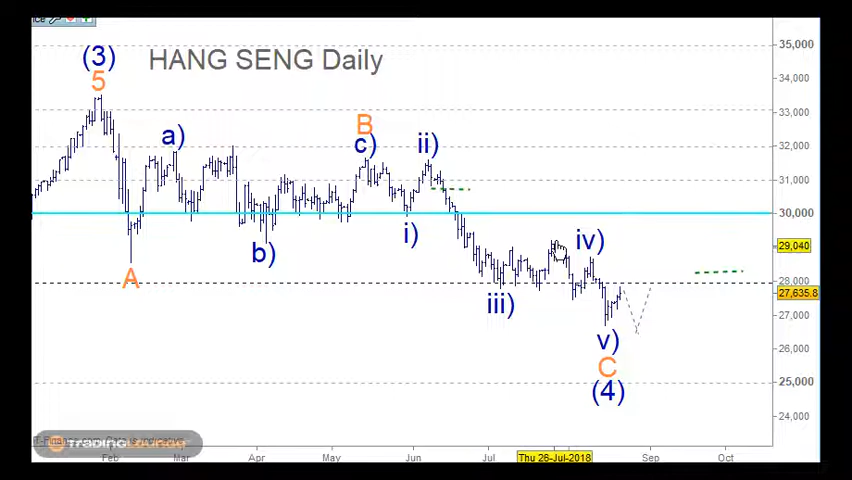 35,000
(3)
HANG SENG Daily
5
34,000
33,000
B
a)
c)
ii)
32,000
31,000
30,000
i)
b)
iv)
29,040
A
28,000
27,635.8
iii)
27,000
v)
26,000
C
(4)
25,000
24,000
Feb Mar Apr May Jun Jul Thu 26-Jul-2018 Sep Oct